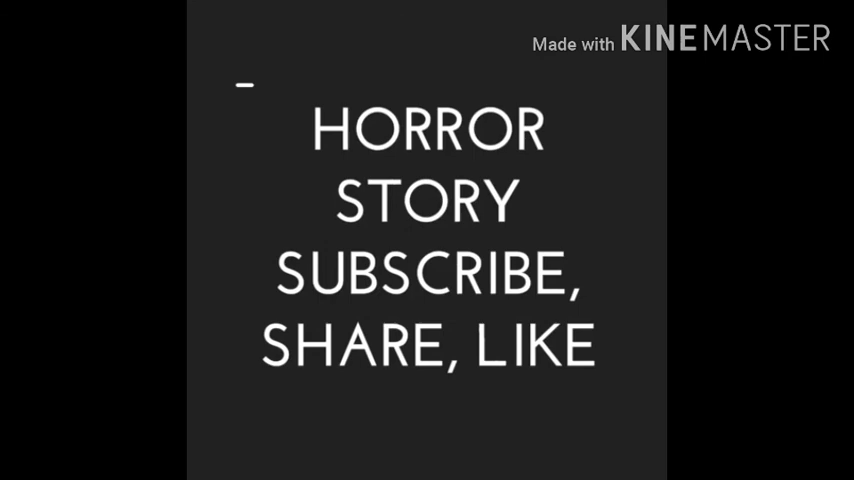 Made with KINEMASTER
–
HORROR
STORY
SUBSCRIBE,
SHARE, LIKE